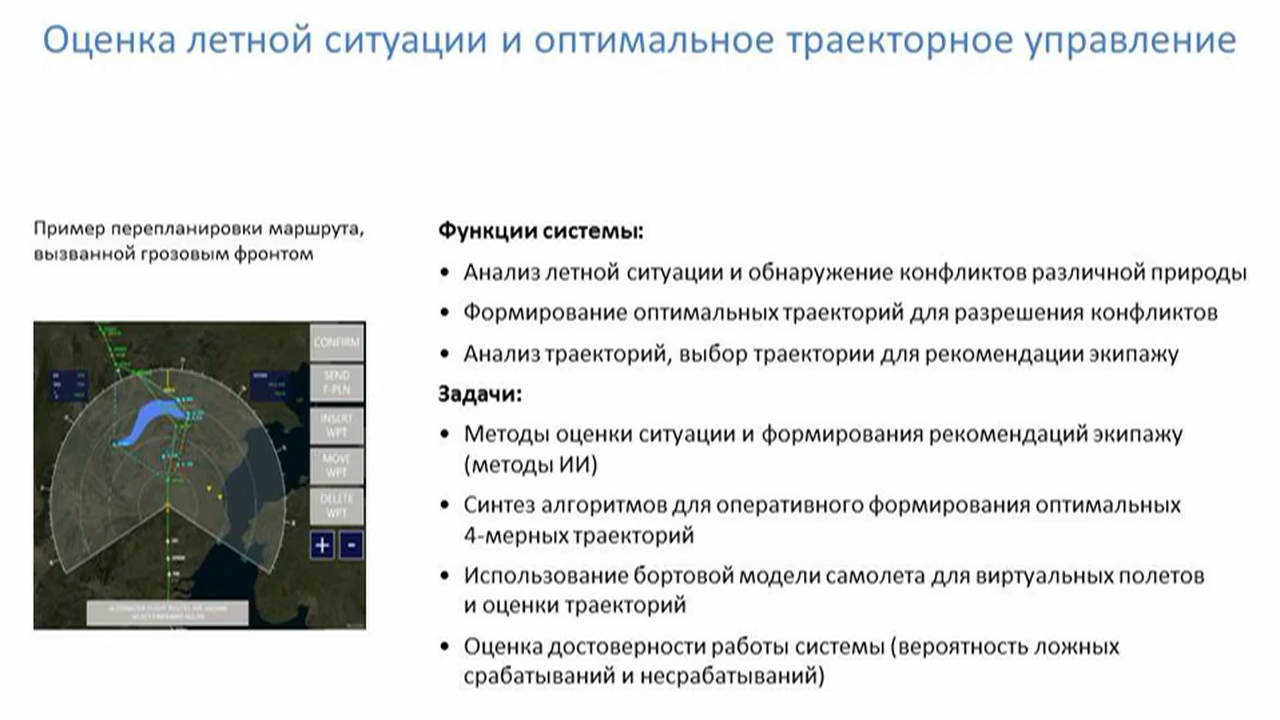 Оценка летной ситуации и оптимальное траекторное управление
Пример перепланировки маршрута,
вызванной грозовым фронтом
CONFIRM
SEND
F-PLN
INSERT
WPT
MOVE
WPT
DELETE
WPT
+ -
Функции системы:
• Анализ летной ситуации и обнаружение конфликтов различной природы
• Формирование оптимальных траекторий для разрешения конфликтов
• Анализ траекторий, выбор траектории для рекомендации экипажу
Задачи:
• Методы оценки ситуации и формирования рекомендаций экипажу
(методы ИИ)
• Синтез алгоритмов для оперативного формирования оптимальных
4-мерных траекторий
• Использование бортовой модели самолета для виртуальных полетов
и оценки траекторий
• Оценка достоверности работы системы (вероятность ложных
срабатываний и несрабатываний)